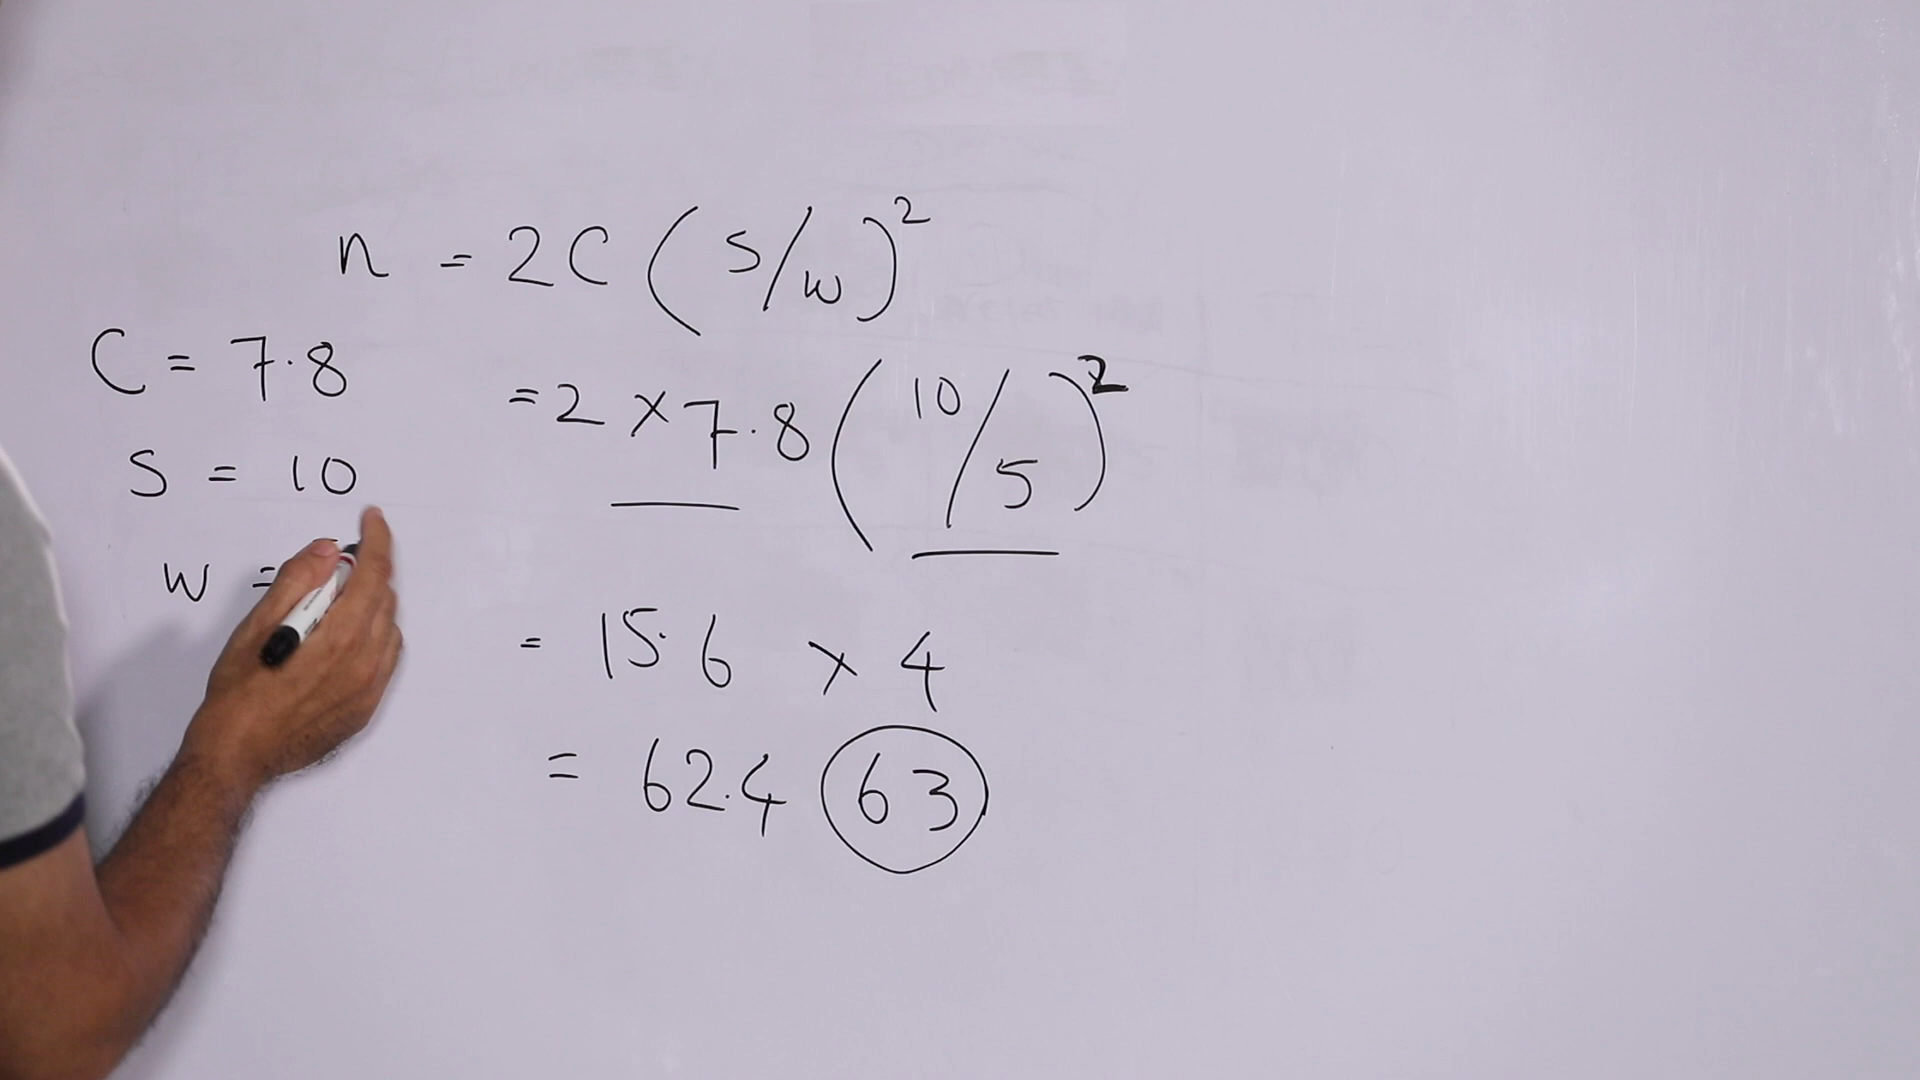 n = 2C (S/w)²
C = 7.8
= 2 × 7.8 (10/5)²
S = 10
w =
= 15.6 × 4
= 62.4 63